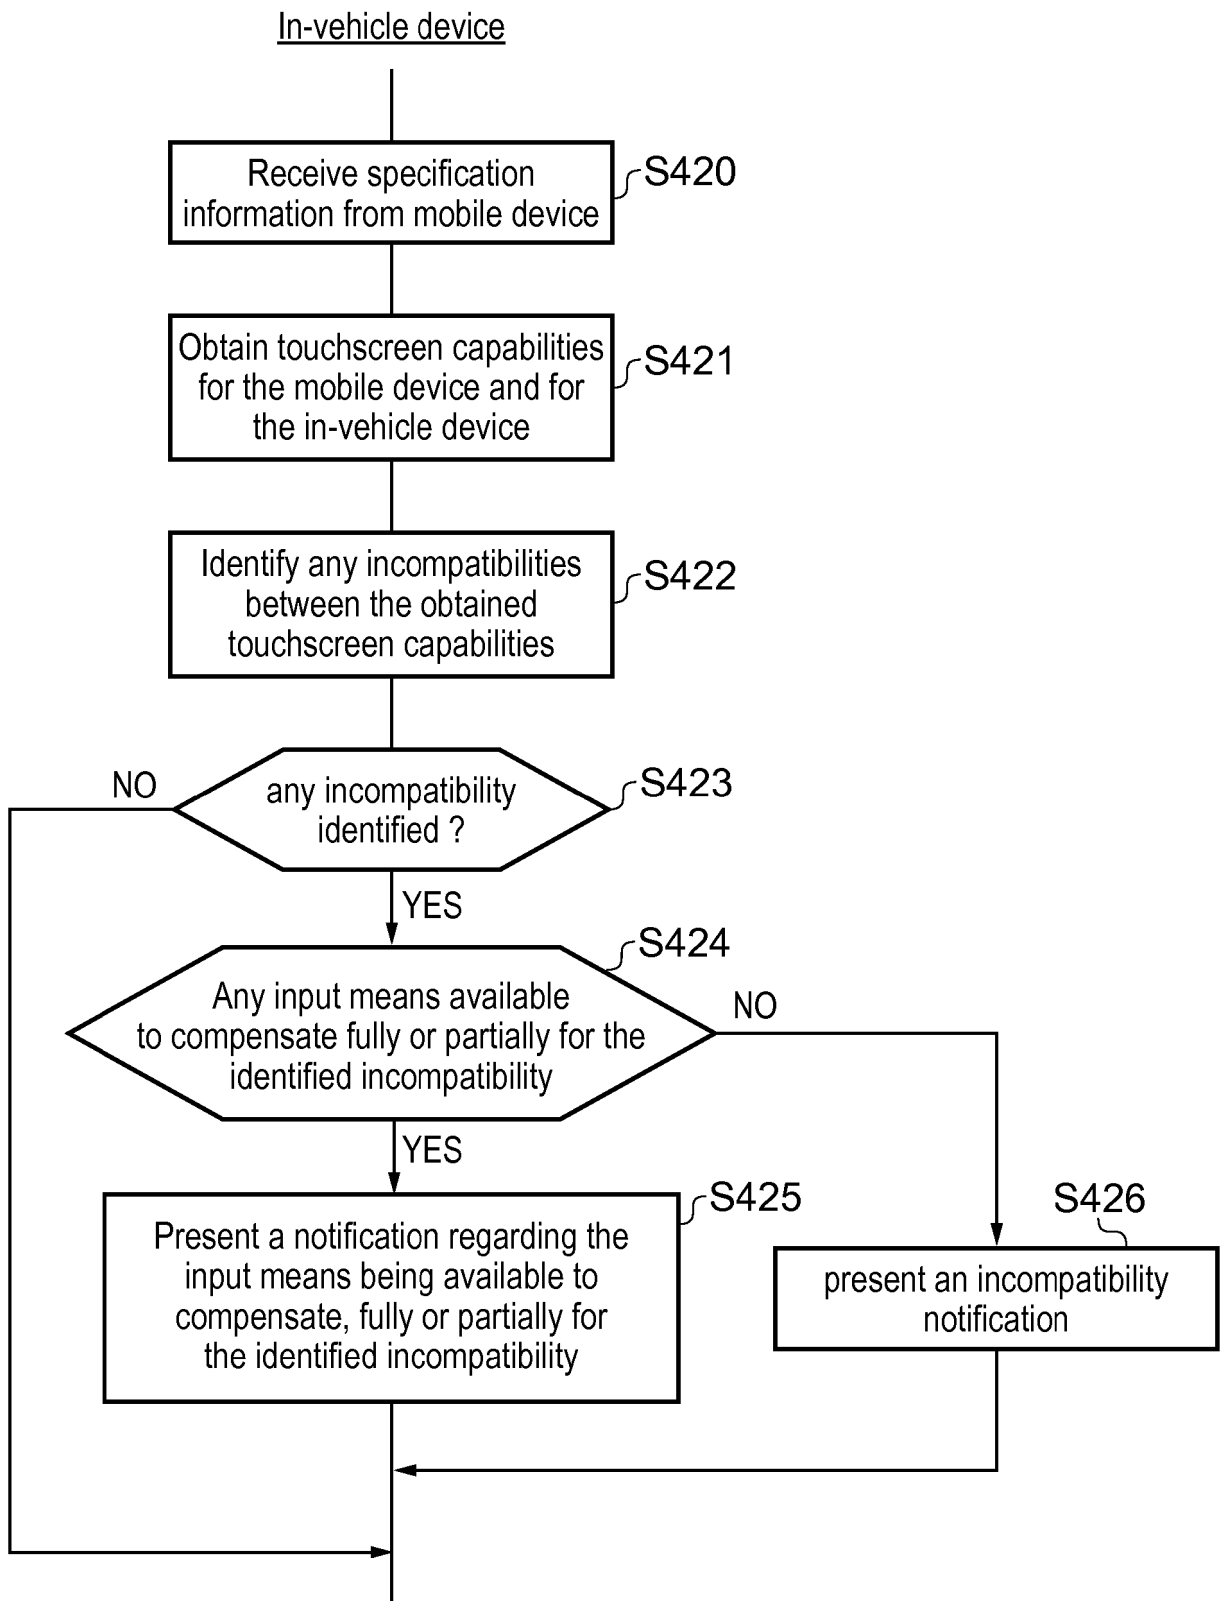 In-vehicle device
Receive specification
information from mobile device
S420
Obtain touchscreen capabilities
for the mobile device and for
the in-vehicle device
S421
Identify any incompatibilities
between the obtained
touchscreen capabilities
S422
NO
any incompatibility
identified ?
S423
YES
S424
Any input means available
to compensate fully or partially for the
identified incompatibility
NO
YES
S425
Present a notification regarding the
input means being available to
compensate, fully or partially for
the identified incompatibility
S426
present an incompatibility
notification